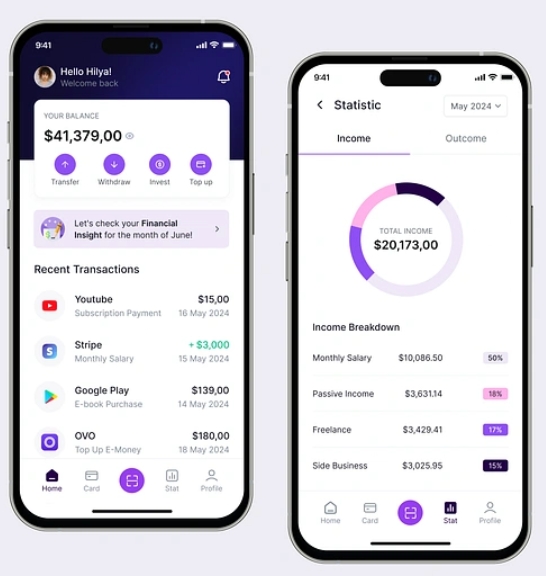 9:41
Hello Hilya!
Welcome back
YOUR BALANCE
$41,379,00
Transfer
Withdraw
Invest
Top up
Let's check your Financial
Insight for the month of June!
Recent Transactions
Youtube $15,00
Subscription Payment 16 May 2024
Stripe + $3,000
Monthly Salary 15 May 2024
Google Play $139,00
E-book Purchase 14 May 2024
OVO $180,00
Top Up E-Money 18 May 2024
Home Card Stat Profile
9:41
Statistic May 2024
Income Outcome
TOTAL INCOME
$20,173,00
Income Breakdown
Monthly Salary $10,086.50 50%
Passive Income $3,631.14 18%
Freelance $3,429.41 17%
Side Business $3,025.95 15%
Home Card Stat Profile